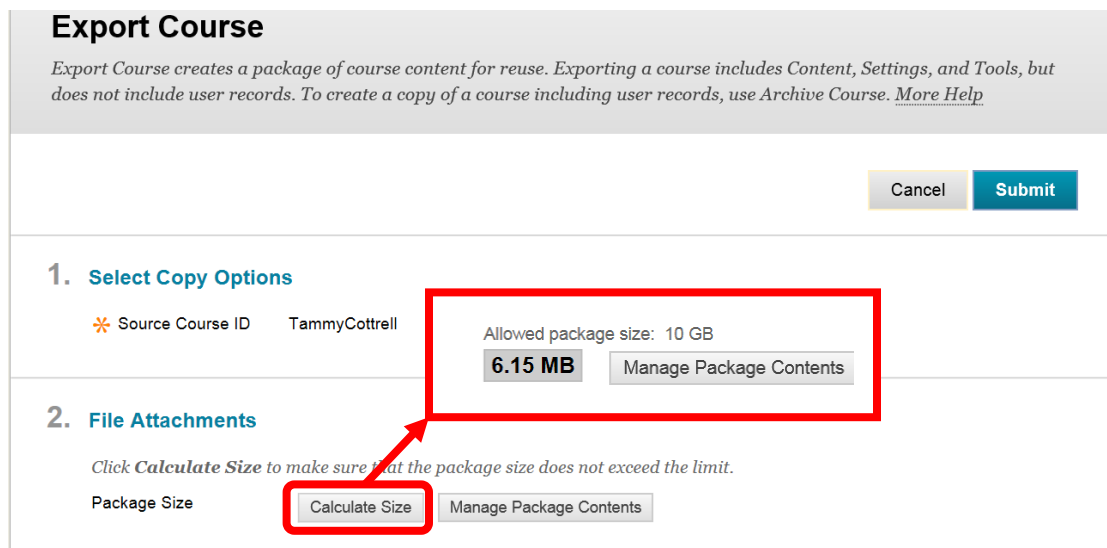 Export Course
Export Course creates a package of course content for reuse. Exporting a course includes Content, Settings, and Tools, but
does not include user records. To create a copy of a course including user records, use Archive Course. More Help
Cancel Submit
1. Select Copy Options
Source Course ID TammyCottrell
Allowed package size: 10 GB
6.15 MB Manage Package Contents
2. File Attachments
Click Calculate Size to make sure that the package size does not exceed the limit.
Package Size Calculate Size Manage Package Contents